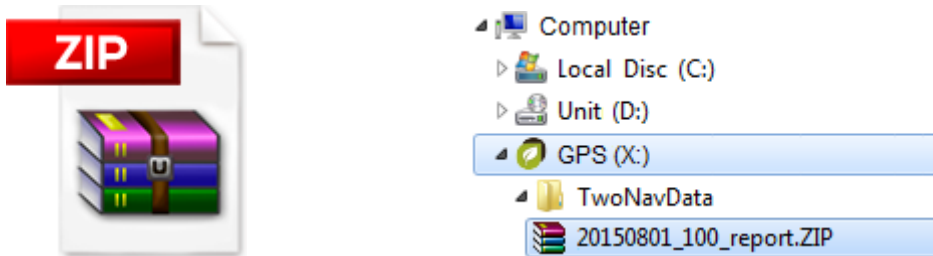 ZIP
U
Computer
Local Disc (C:)
Unit (D:)
GPS (X:)
TwoNavData
20150801_100_report.ZIP